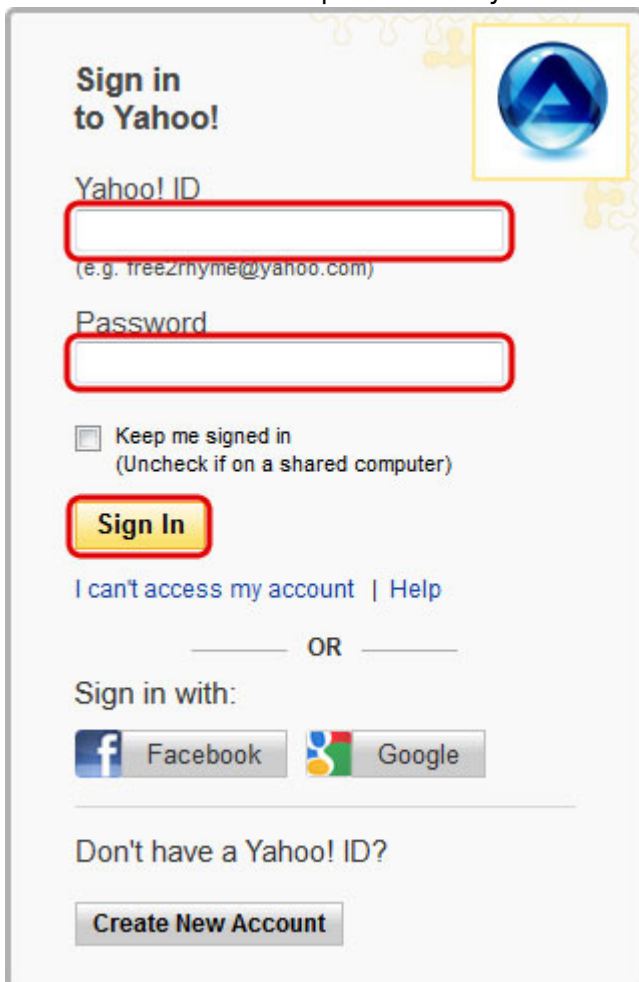 Sign in
to Yahoo!
Yahoo! ID
(e.g. free2rhyme@yahoo.com)
Password
Keep me signed in
(Uncheck if on a shared computer)
Sign In
I can't access my account | Help
OR
Sign in with:
Facebook Google
Don't have a Yahoo! ID?
Create New Account